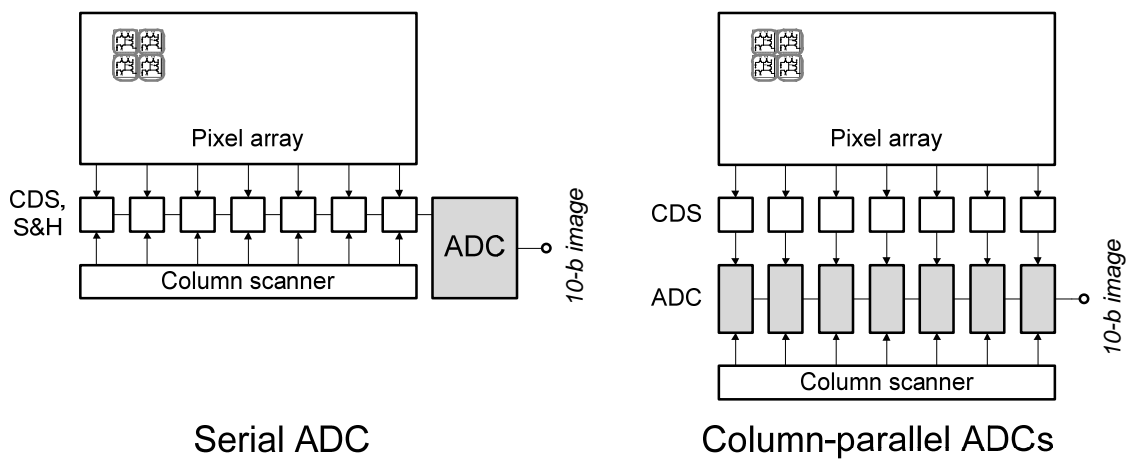 Pixel array
CDS,
S&H
ADC
10-b image
Column scanner
Serial ADC
Pixel array
CDS
ADC
10-b image
Column scanner
Column-parallel ADCs